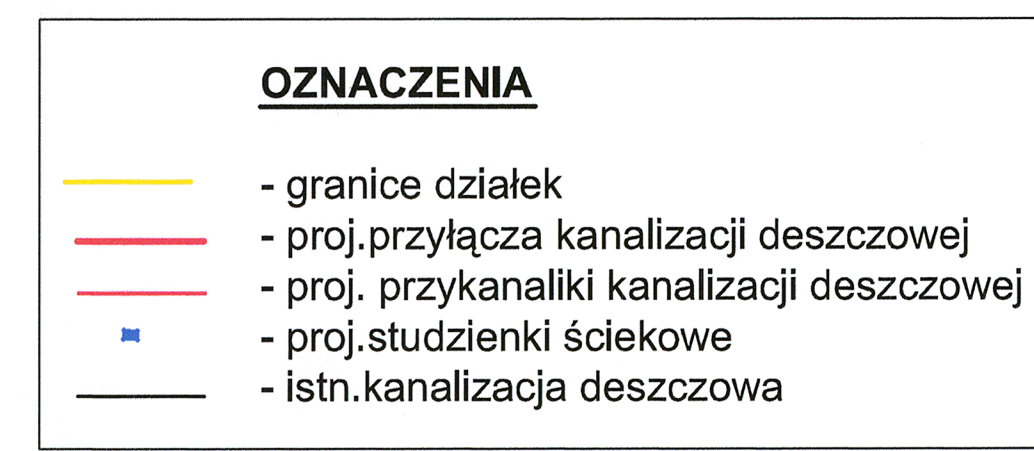 OZNACZENIA
- granice działek
- proj.przyłącza kanalizacji deszczowej
- proj. przykanaliki kanalizacji deszczowej
- proj.studzienki ściekowe
- istn.kanalizacja deszczowa